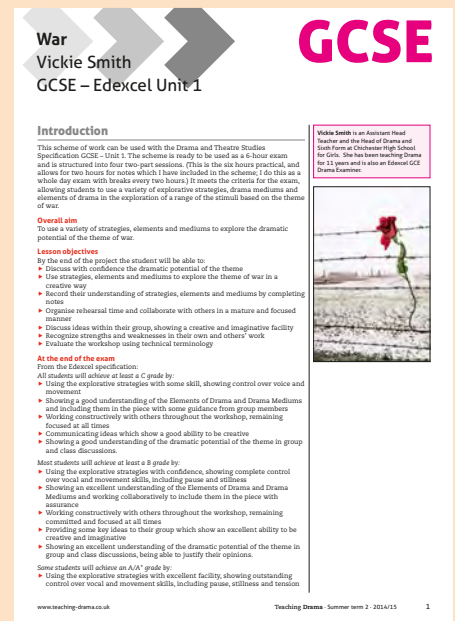 War
Vickie Smith
GCSE – Edexcel Unit 1
GCSE
Introduction
This scheme of work can be used with the Drama and Theatre Studies
Specification GCSE – Unit 1. The scheme is ready to be used as a 6-hour exam
and is structured into four two-part sessions. (This is the six hours practical, and
allows for two hours for notes which I have included in the scheme; I do this as a
whole day exam with breaks every two hours.) It meets the criteria for the exam,
allowing students to use a variety of explorative strategies, drama mediums and
elements of drama in the exploration of a range of the stimuli based on the theme
of war.
Overall aim
To use a variety of strategies, elements and mediums to explore the dramatic
potential of the theme of war.
Lesson objectives
By the end of the project the student will be able to:
▶ Discuss with confidence the dramatic potential of the theme
▶ Use strategies, elements and mediums to explore the theme of war in a
creative way
▶ Record their understanding of strategies, elements and mediums by completing
notes
▶ Organise rehearsal time and collaborate with others in a mature and focused
manner
▶ Discuss ideas within their group, showing a creative and imaginative facility
▶ Recognize strengths and weaknesses in their own and others' work
▶ Evaluate the workshop using technical terminology
At the end of the exam
From the Edexcel specification:
All students will achieve at least a C grade by:
▶ Using the explorative strategies with some skill, showing control over voice and
movement
▶ Showing a good understanding of the Elements of Drama and Drama Mediums
and including them in the piece with some guidance from group members
▶ Working constructively with others throughout the workshop, remaining
focused at all times
▶ Communicating ideas which show a good ability to be creative
▶ Showing a good understanding of the dramatic potential of the theme in group
and class discussions.
Most students will achieve at least a B grade by:
▶ Using the explorative strategies with confidence, showing complete control
over vocal and movement skills, including pause and stillness
▶ Showing an excellent understanding of the Elements of Drama and Drama
Mediums and working collaboratively to include them in the piece with
assurance
▶ Working constructively with others throughout the workshop, remaining
committed and focused at all times
▶ Providing some key ideas to their group which show an excellent ability to be
creative and imaginative
▶ Showing an excellent understanding of the dramatic potential of the theme in
group and class discussions, being able to justify their opinions.
Some students will achieve an A/A* grade by:
▶ Using the explorative strategies with excellent facility, showing outstanding
control over vocal and movement skills, including pause, stillness and tension
Vickie Smith is an Assistant Head
Teacher and the Head of Drama and
Sixth Form at Chichester High School
for Girls. She has been teaching Drama
for 11 years and is also an Edexcel GCE
Drama Examiner.
www.teaching-drama.co.uk
Teaching Drama · Summer term 2 · 2014/15
1